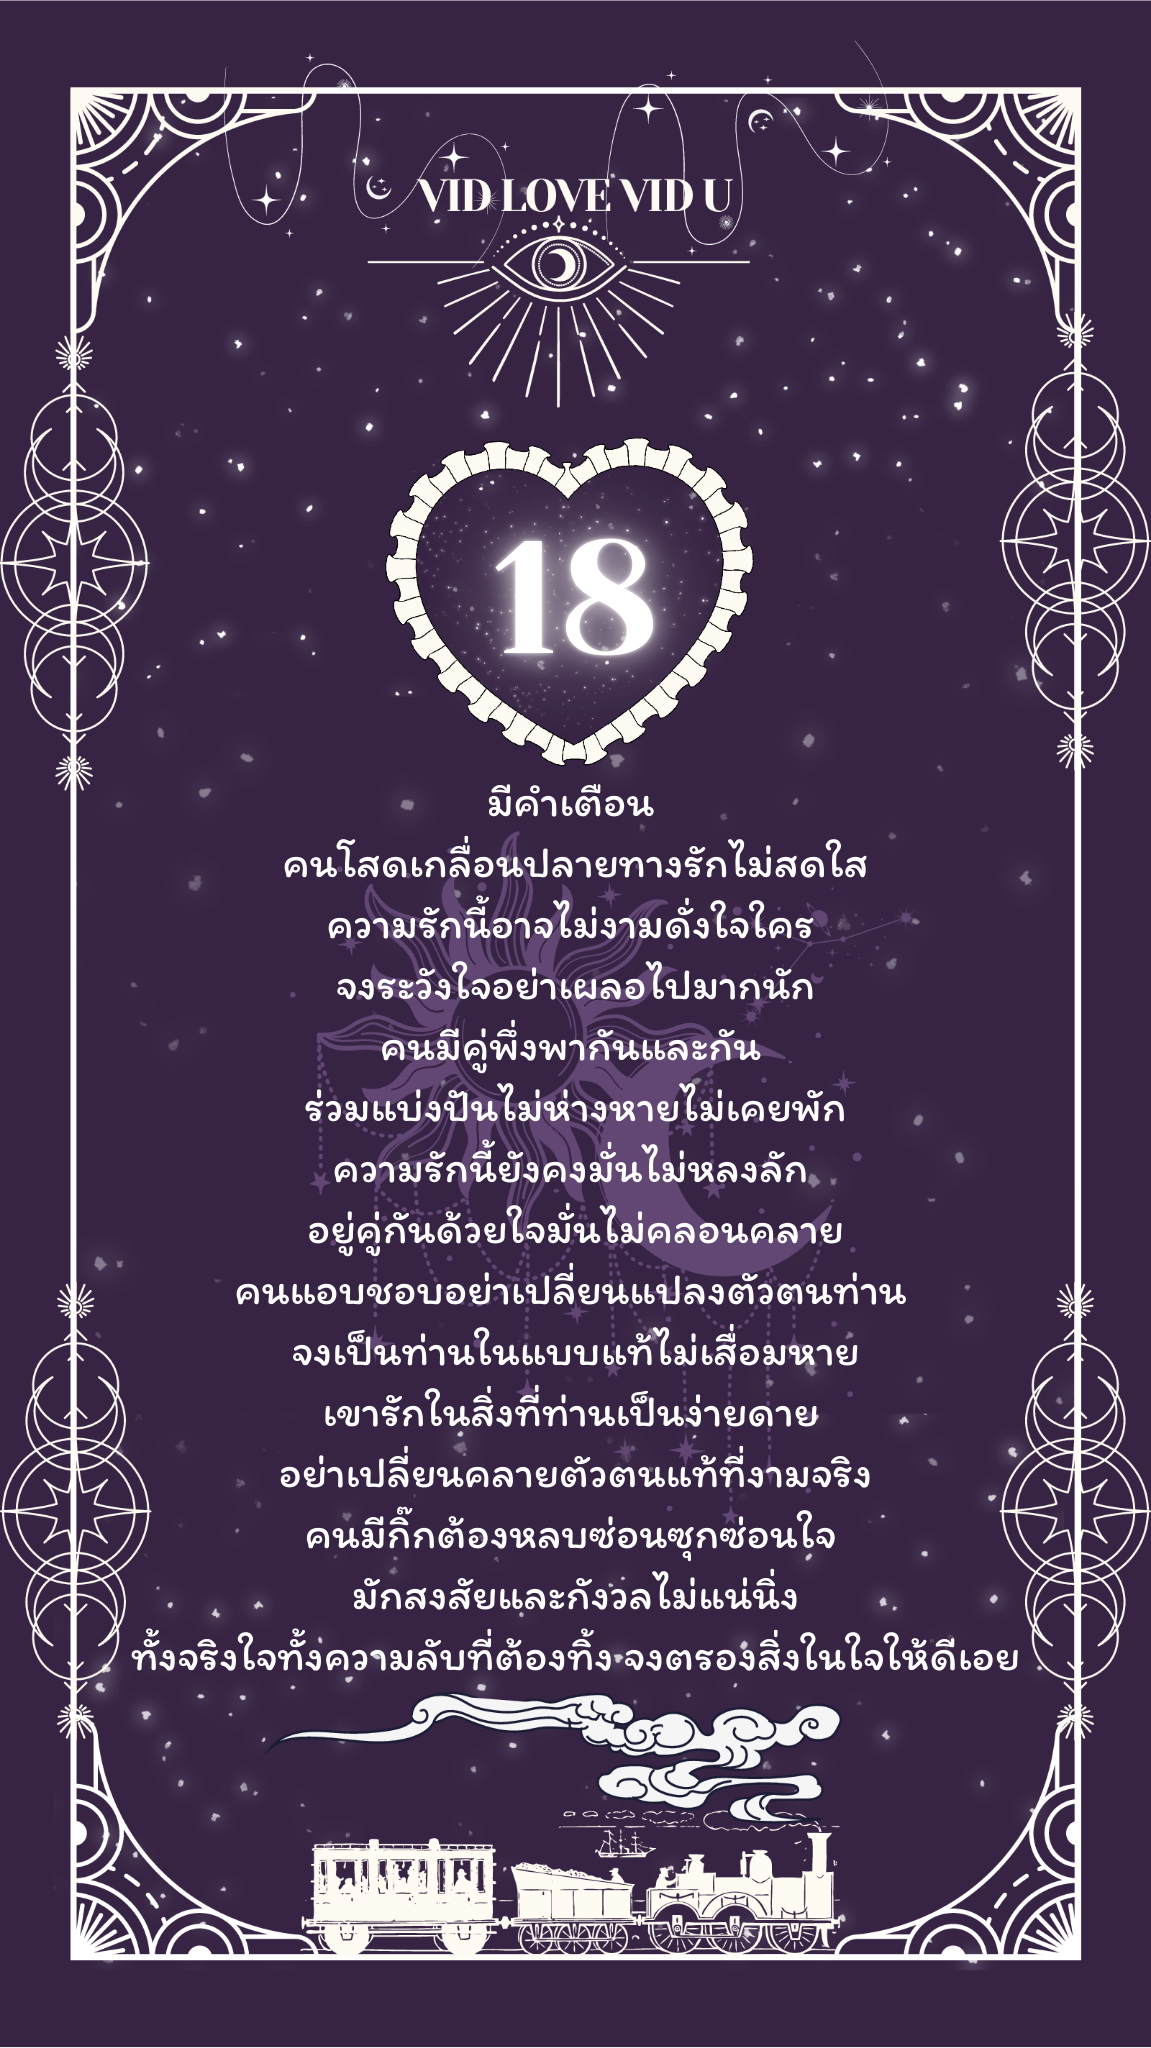 VID LOVE VID U
18
มีคำเตือน
คนโสดเกลื่อนปลายทางรักไม่สดใส
ความรักนี้อาจไม่งามดั่งใจใคร
จงระวังใจอย่าเผลอไปมากนัก
คนมีคู่พึ่งพากันและกัน
ร่วมแบ่งปันไม่ห่างหายไม่เคยพัก
ความรักนี้ยังคงมั่นไม่หลงลัก
อยู่คู่กันด้วยใจมั่นไม่คลอนคลาย
คนแอบชอบอย่าเปลี่ยนแปลงตัวตนท่าน
จงเป็นท่านในแบบแท้ไม่เสื่อมหาย
เขารักในสิ่งที่ท่านเป็นง่ายดาย
อย่าเปลี่ยนคลายตัวตนแท้ที่งามจริง
คนมีกิ๊กต้องหลบซ่อนซุกซ่อนใจ
มักสงสัยและกังวลไม่แน่นิ่ง
ทั้งจริงใจทั้งความลับที่ต้องทิ้ง จงตรองสิ่งในใจให้ดีเอย